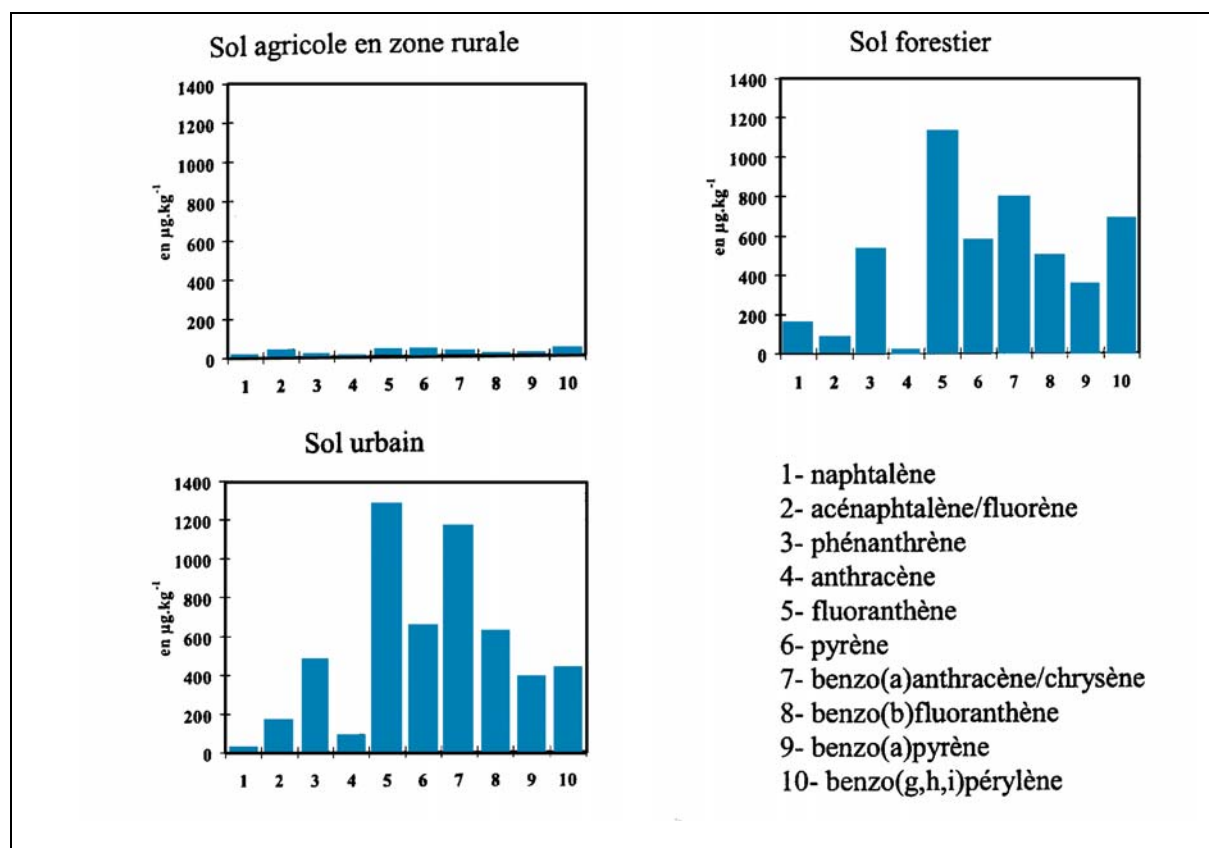 Sol agricole en zone rurale
1400
1200
1000
800
600
400
200
0
en µg.kg⁻¹
1 2 3 4 5 6 7 8 9 10
Sol forestier
1400
1200
1000
800
600
400
200
0
en µg.kg⁻¹
1 2 3 4 5 6 7 8 9 10
Sol urbain
1400
1200
1000
800
600
400
200
0
en µg.kg⁻¹
1 2 3 4 5 6 7 8 9 10
1- naphtalène
2- acénaphtalène/fluorène
3- phénanthrène
4- anthracène
5- fluoranthène
6- pyrène
7- benzo(a)anthracène/chrysène
8- benzo(b)fluoranthène
9- benzo(a)pyrène
10- benzo(g,h,i)pérylène